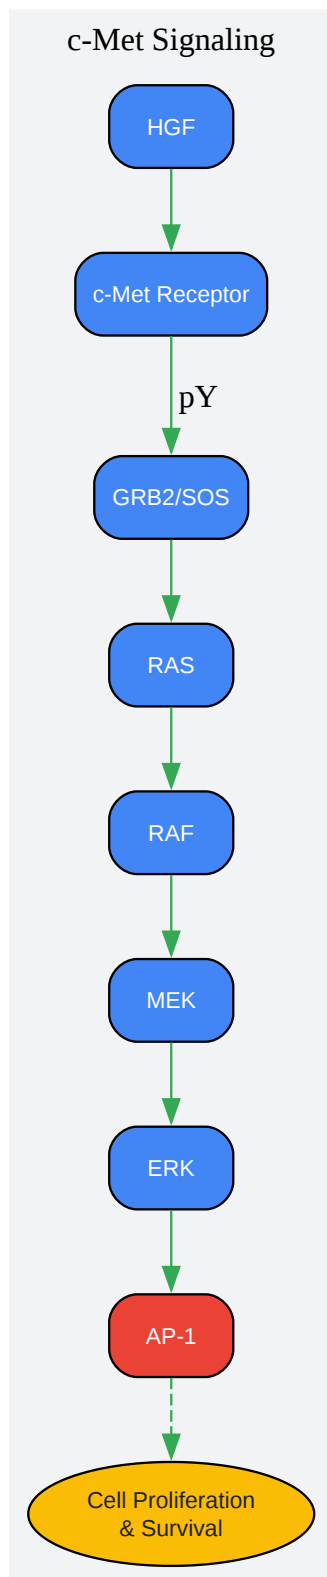 c-Met Signaling
HGF
c-Met Receptor
pY
GRB2/SOS
RAS
RAF
MEK
ERK
AP-1
Cell Proliferation
& Survival